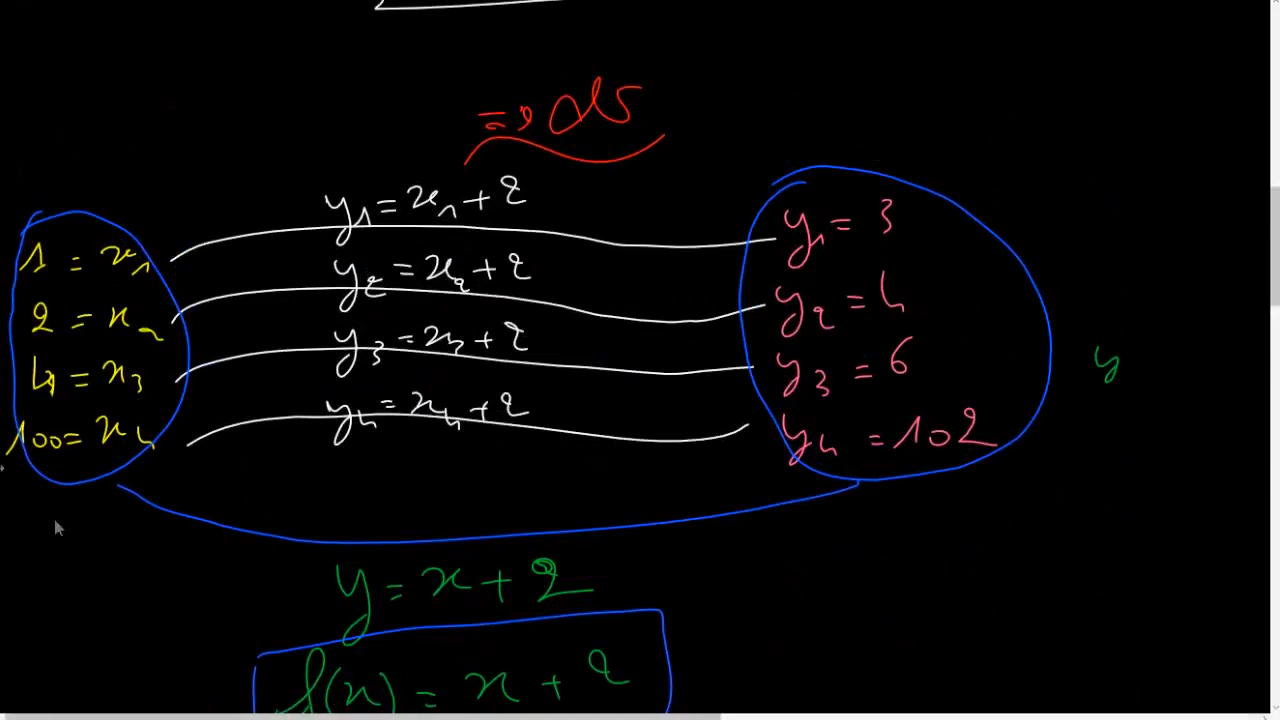 y1 = x1 + 2
1 = x1
y1 = 3
y2 = x2 + 2
2 = x2
y2 = 4
y3 = x3 + 2
4 = x3
y3 = 6
y
y4 = x4 + 2
100 = x4
y4 = 102
y = x + 2
f(x) = x + 2